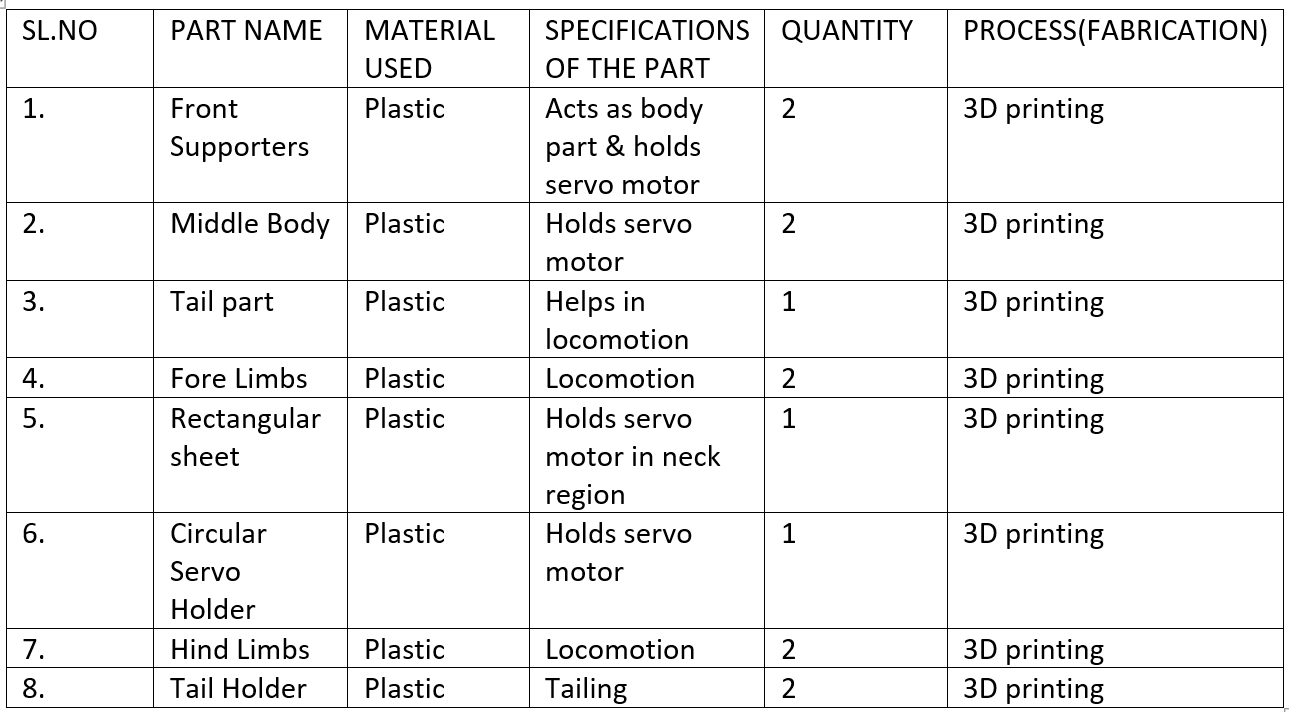 SL.NO PART NAME MATERIAL SPECIFICATIONS QUANTITY PROCESS(FABRICATION)
USED OF THE PART
1. Front Plastic Acts as body 2 3D printing
Supporters part & holds
servo motor
2. Middle Body Plastic Holds servo 2 3D printing
motor
3. Tail part Plastic Helps in 1 3D printing
locomotion
4. Fore Limbs Plastic Locomotion 2 3D printing
5. Rectangular Plastic Holds servo 1 3D printing
sheet motor in neck
region
6. Circular Plastic Holds servo 1 3D printing
Servo motor
Holder
7. Hind Limbs Plastic Locomotion 2 3D printing
8. Tail Holder Plastic Tailing 2 3D printing